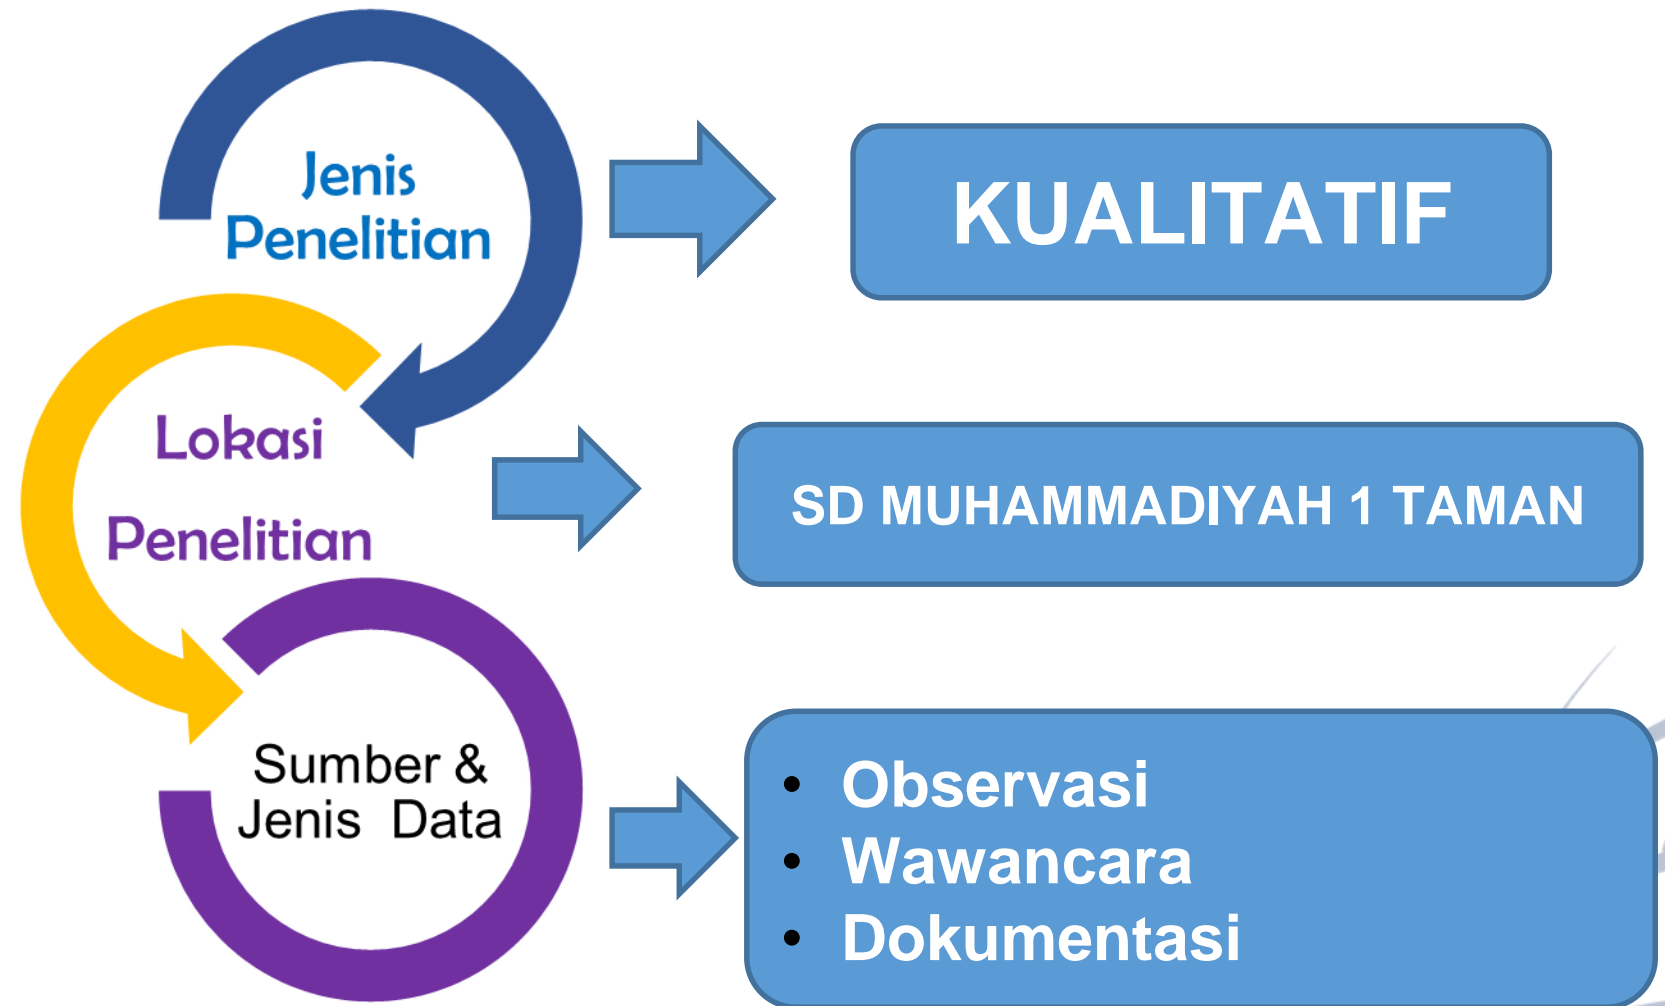 Jenis
Penelitian
KUALITATIF
Lokasi
Penelitian
SD MUHAMMADIYAH 1 TAMAN
Sumber &
Jenis Data
• Observasi
• Wawancara
• Dokumentasi